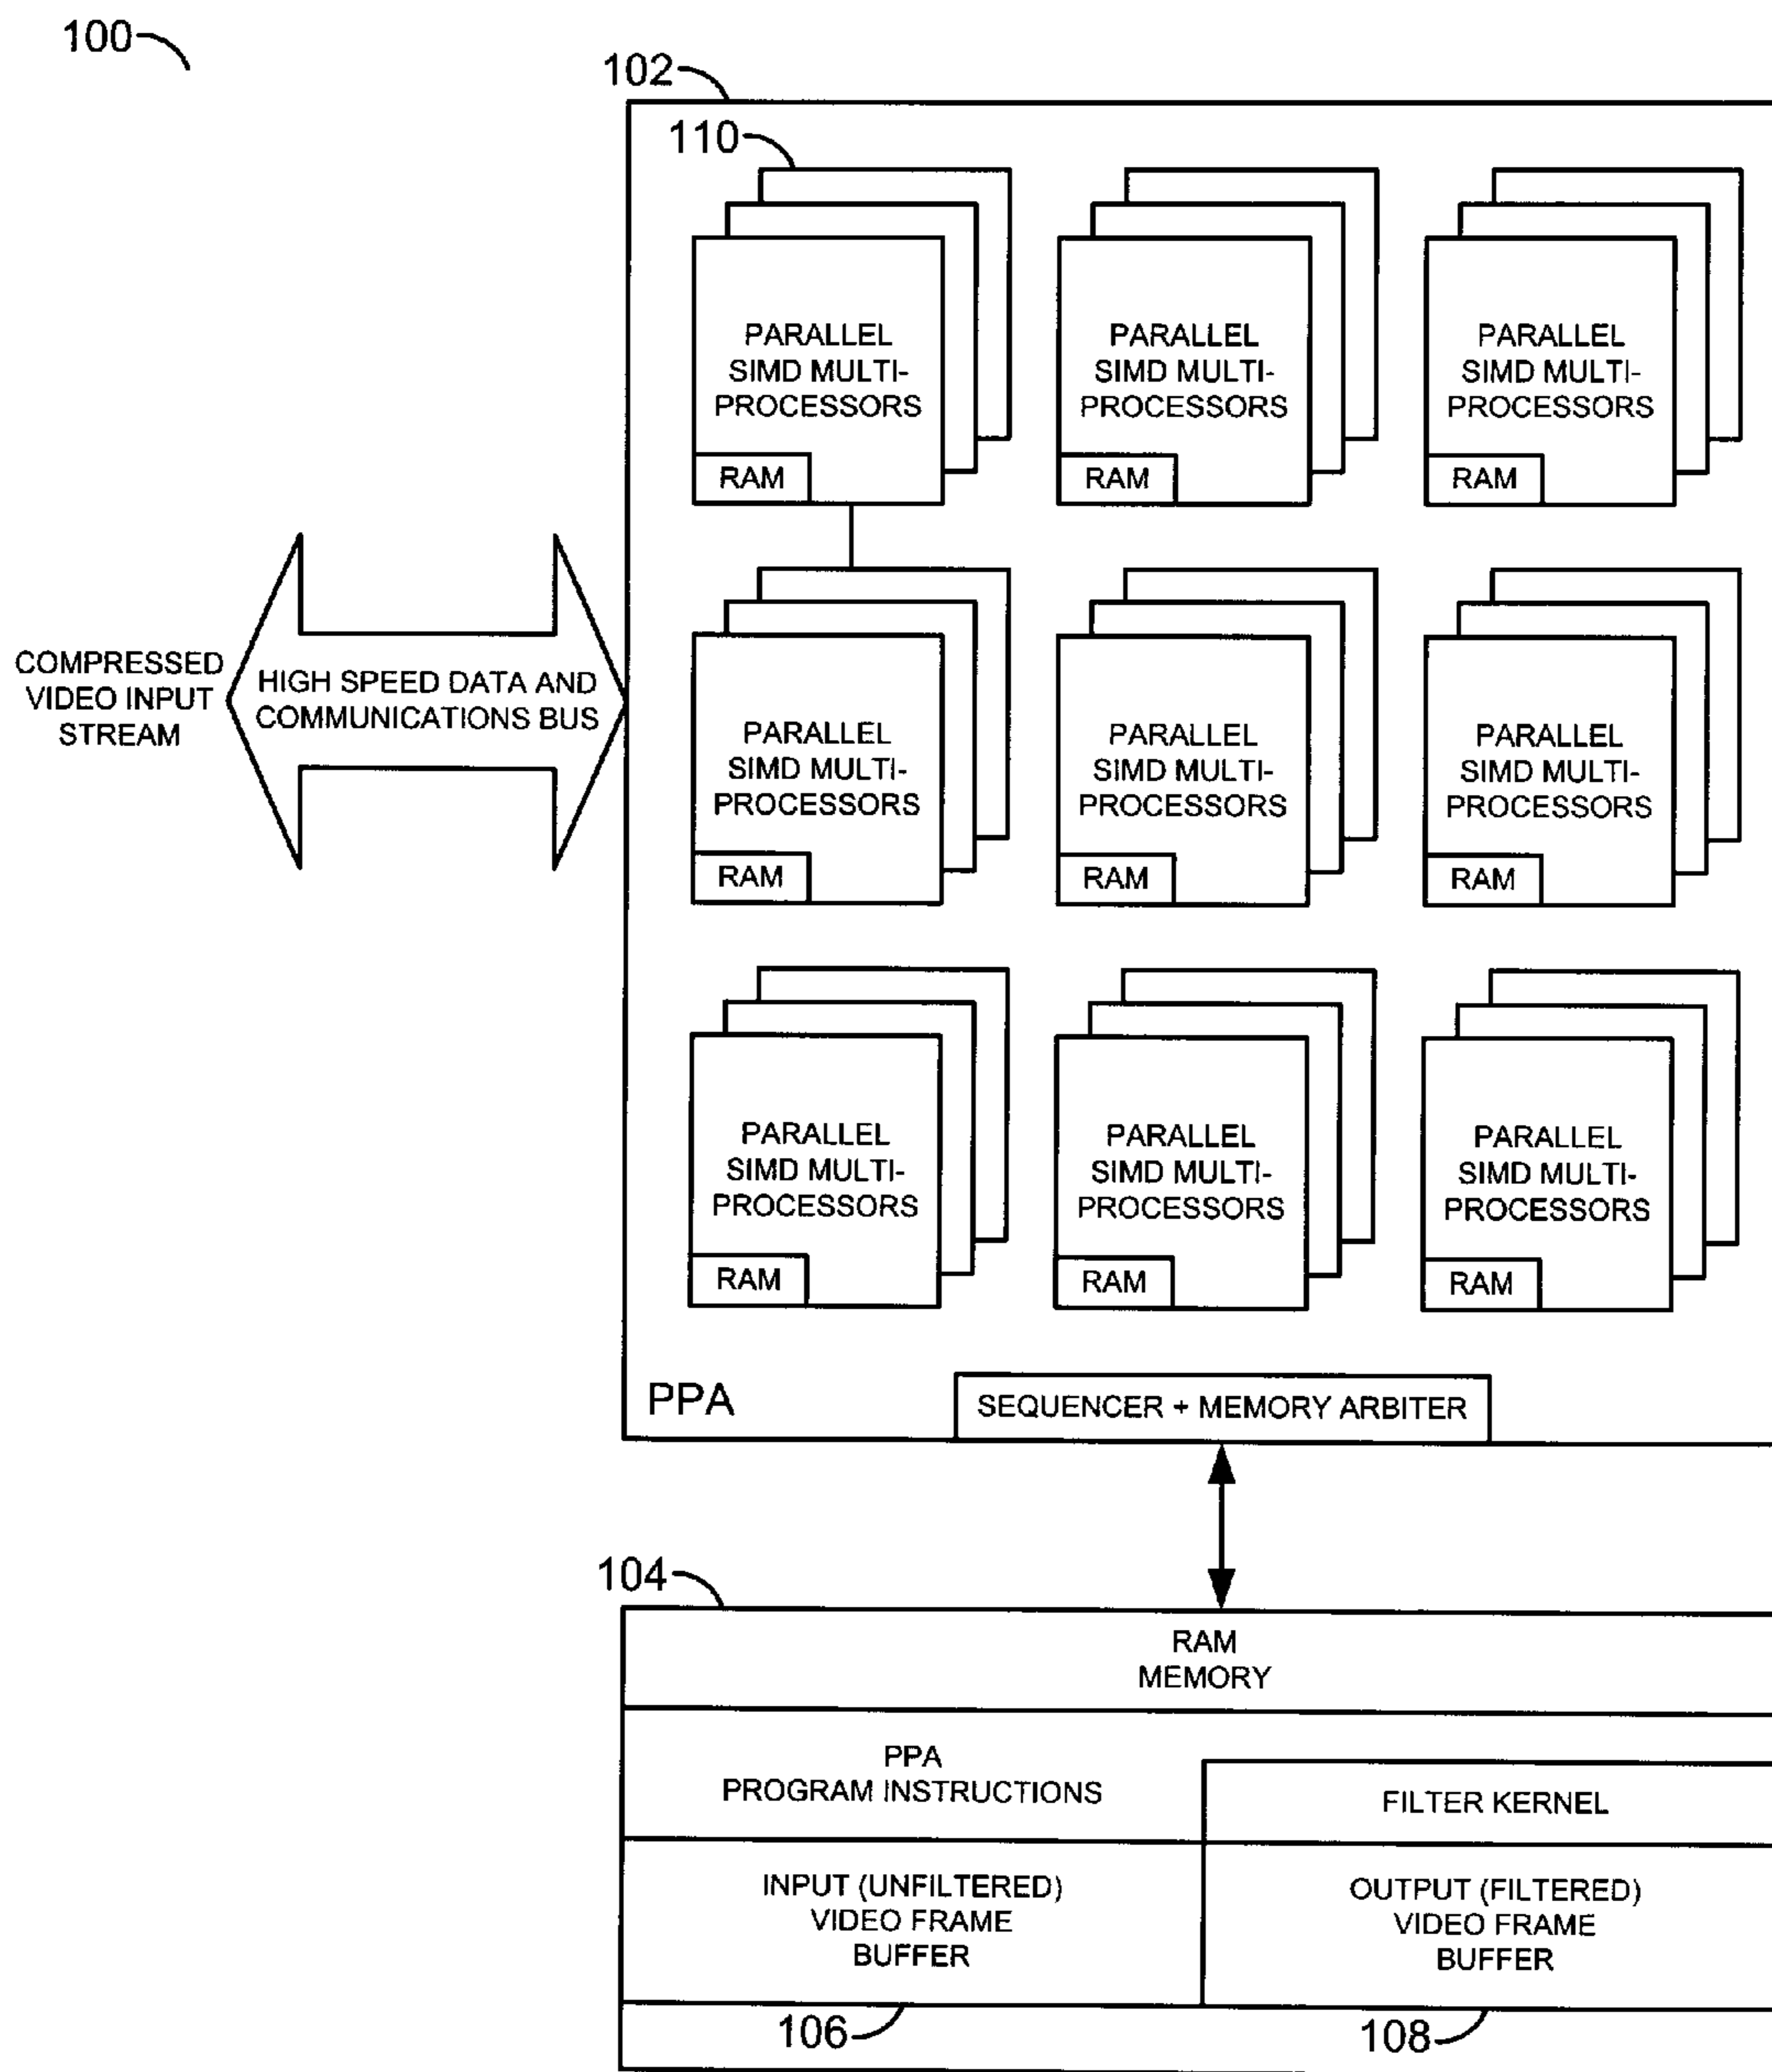 100
102
110
PARALLEL
SIMD MULTI-
PROCESSORS
RAM
PARALLEL
SIMD MULTI-
PROCESSORS
RAM
PARALLEL
SIMD MULTI-
PROCESSORS
RAM
COMPRESSED
VIDEO INPUT
STREAM
HIGH SPEED DATA AND
COMMUNICATIONS BUS
PARALLEL
SIMD MULTI-
PROCESSORS
RAM
PARALLEL
SIMD MULTI-
PROCESSORS
RAM
PARALLEL
SIMD MULTI-
PROCESSORS
RAM
PARALLEL
SIMD MULTI-
PROCESSORS
RAM
PARALLEL
SIMD MULTI-
PROCESSORS
RAM
PARALLEL
SIMD MULTI-
PROCESSORS
RAM
PPA
SEQUENCER + MEMORY ARBITER
104
RAM
MEMORY
PPA
PROGRAM INSTRUCTIONS
FILTER KERNEL
INPUT (UNFILTERED)
VIDEO FRAME
BUFFER
OUTPUT (FILTERED)
VIDEO FRAME
BUFFER
106
108